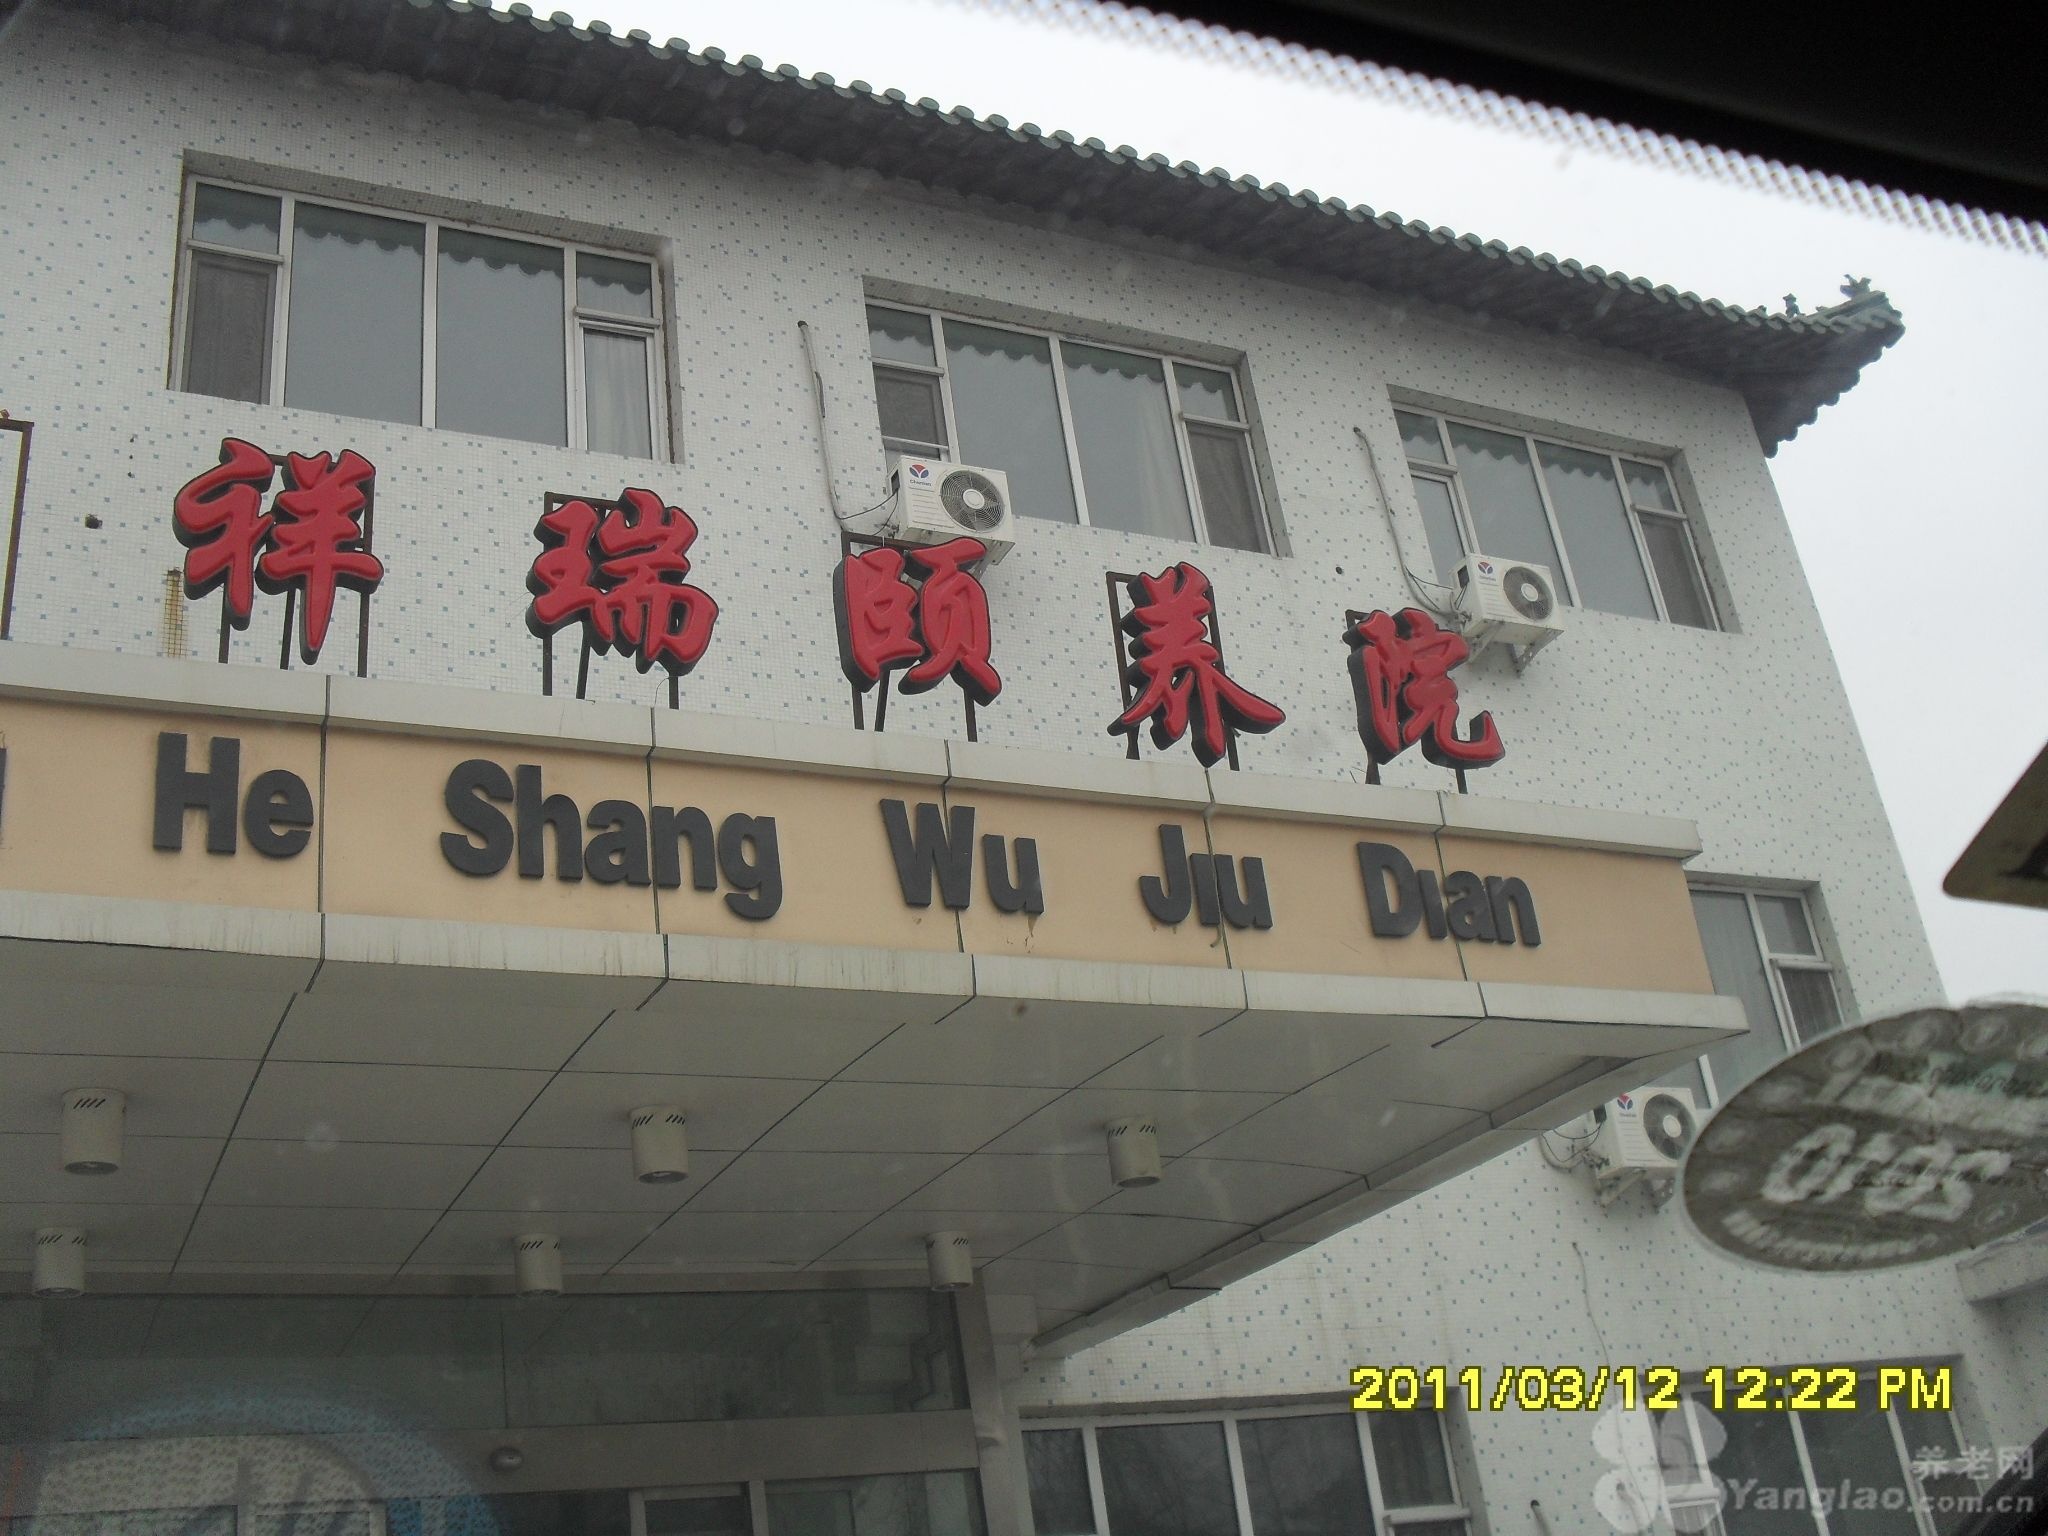 祥瑞颐养院
He Shang Wu Jiu Dian
2011/03/12 12:22 PM
养老网
Yanglao.com.cn